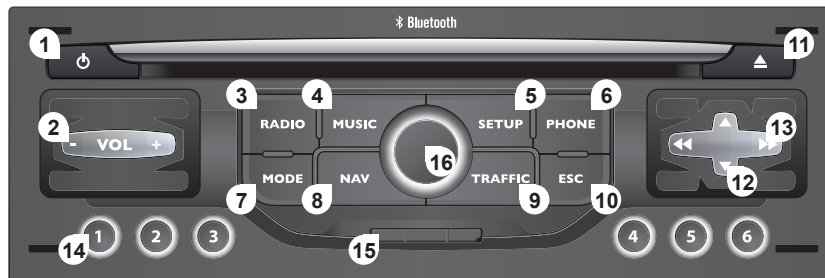 Bluetooth
1 11
3 4 5 6
2 RADIO MUSIC SETUP PHONE 13
- VOL + 16
MODE NAV TRAFFIC ESC 12
7 8 9 10
14 1 2 3 15 4 5 6